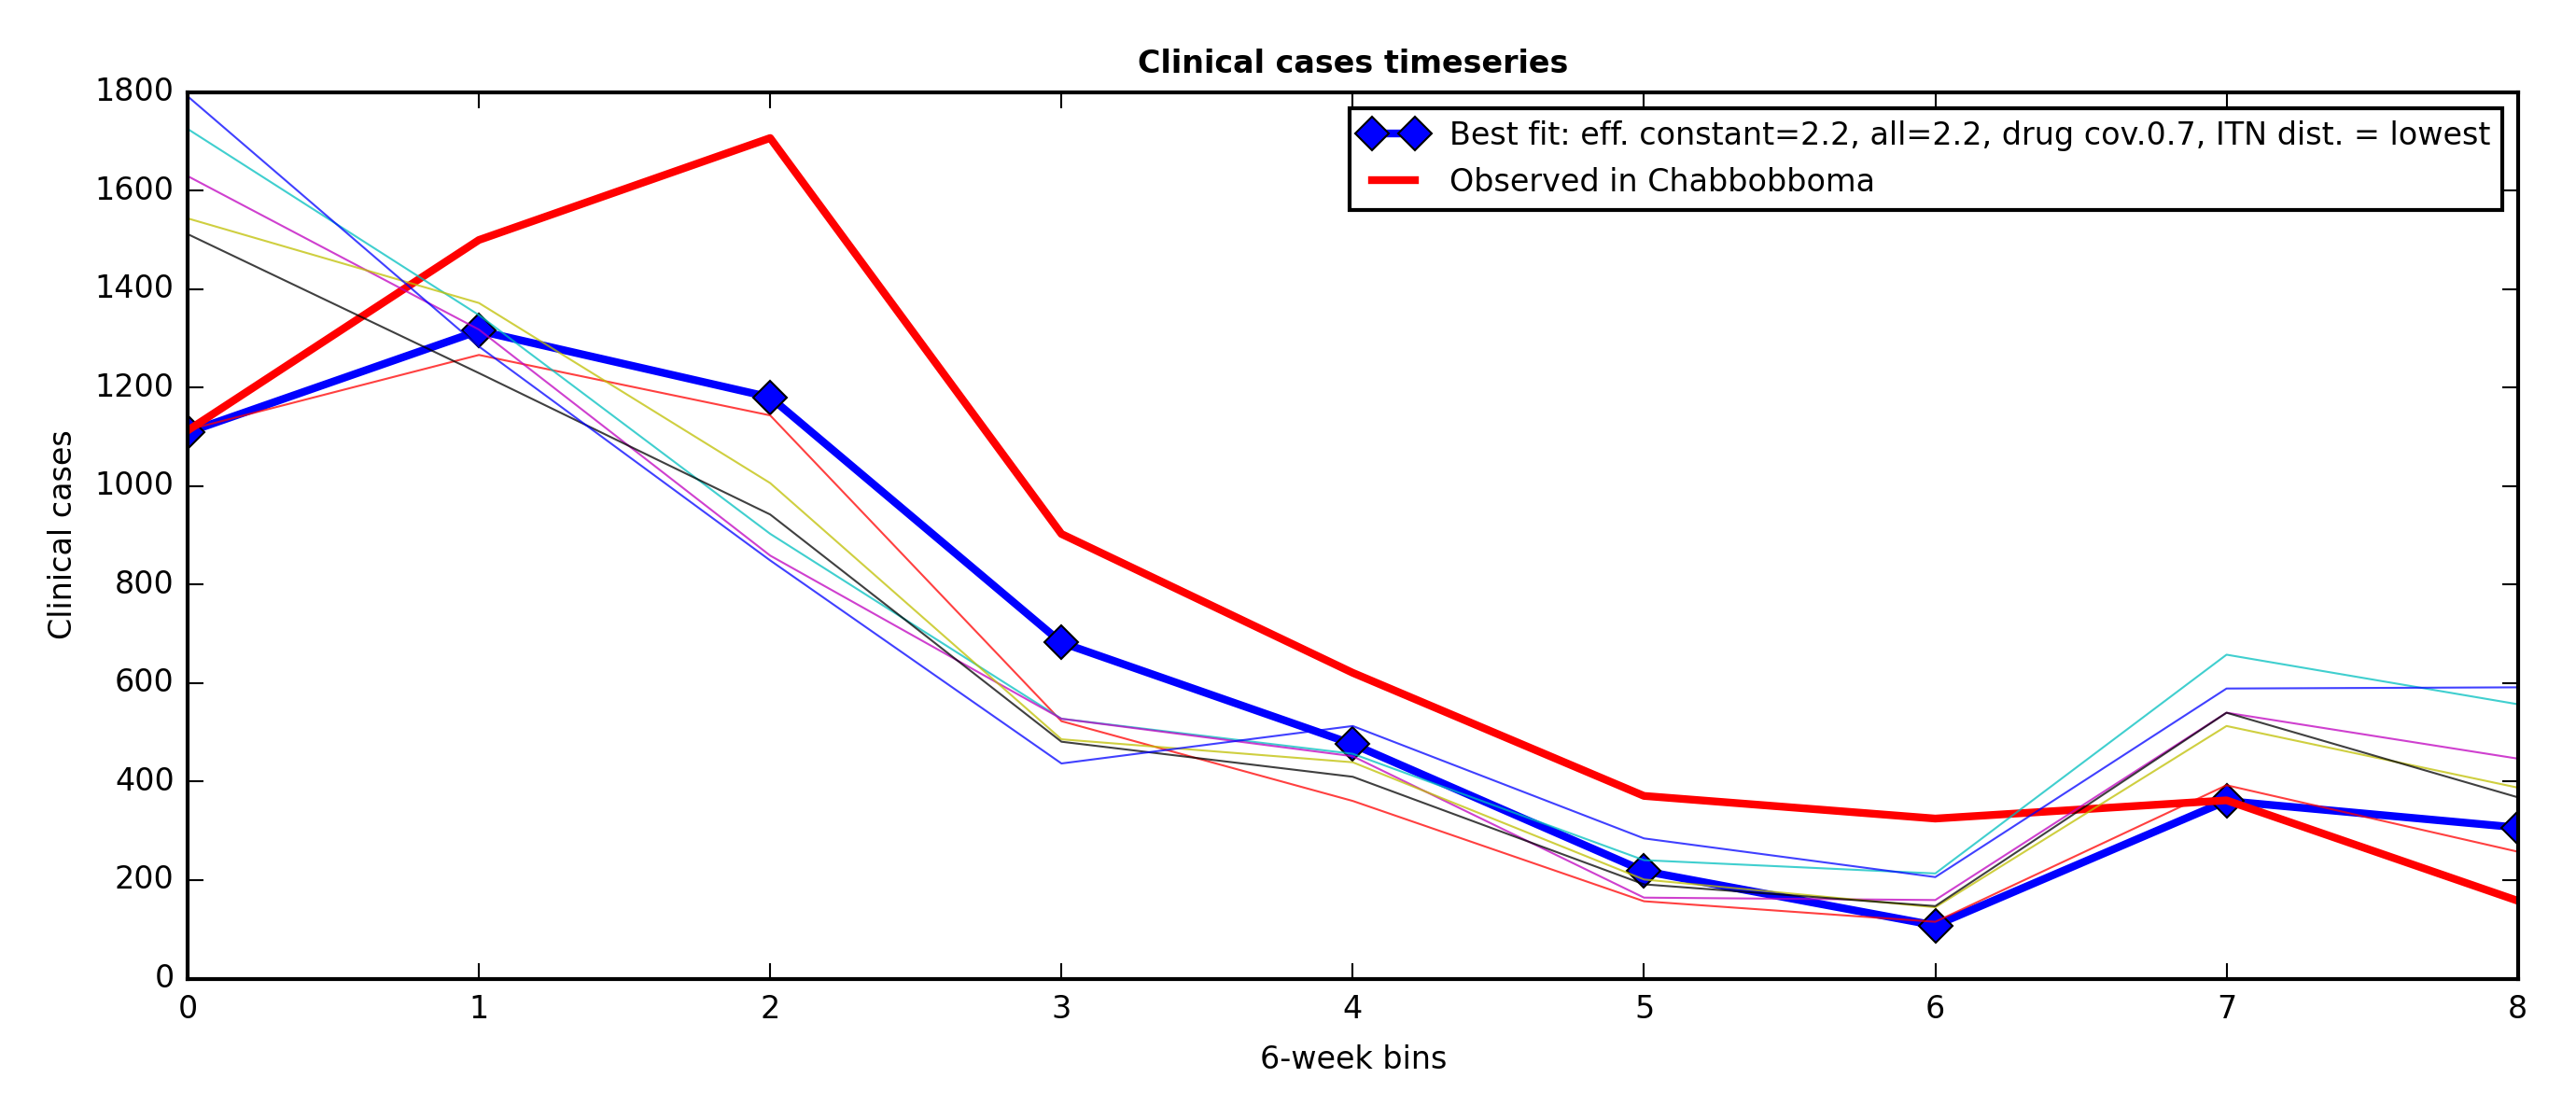 Clinical cases timeseries
1800
1600
1400
1200
1000
800
600
400
200
0
Clinical cases
Best fit: eff. constant=2.2, all=2.2, drug cov.0.7, ITN dist. = lowest
Observed in Chabbobboma
0 1 2 3 4 5 6 7 8
6-week bins